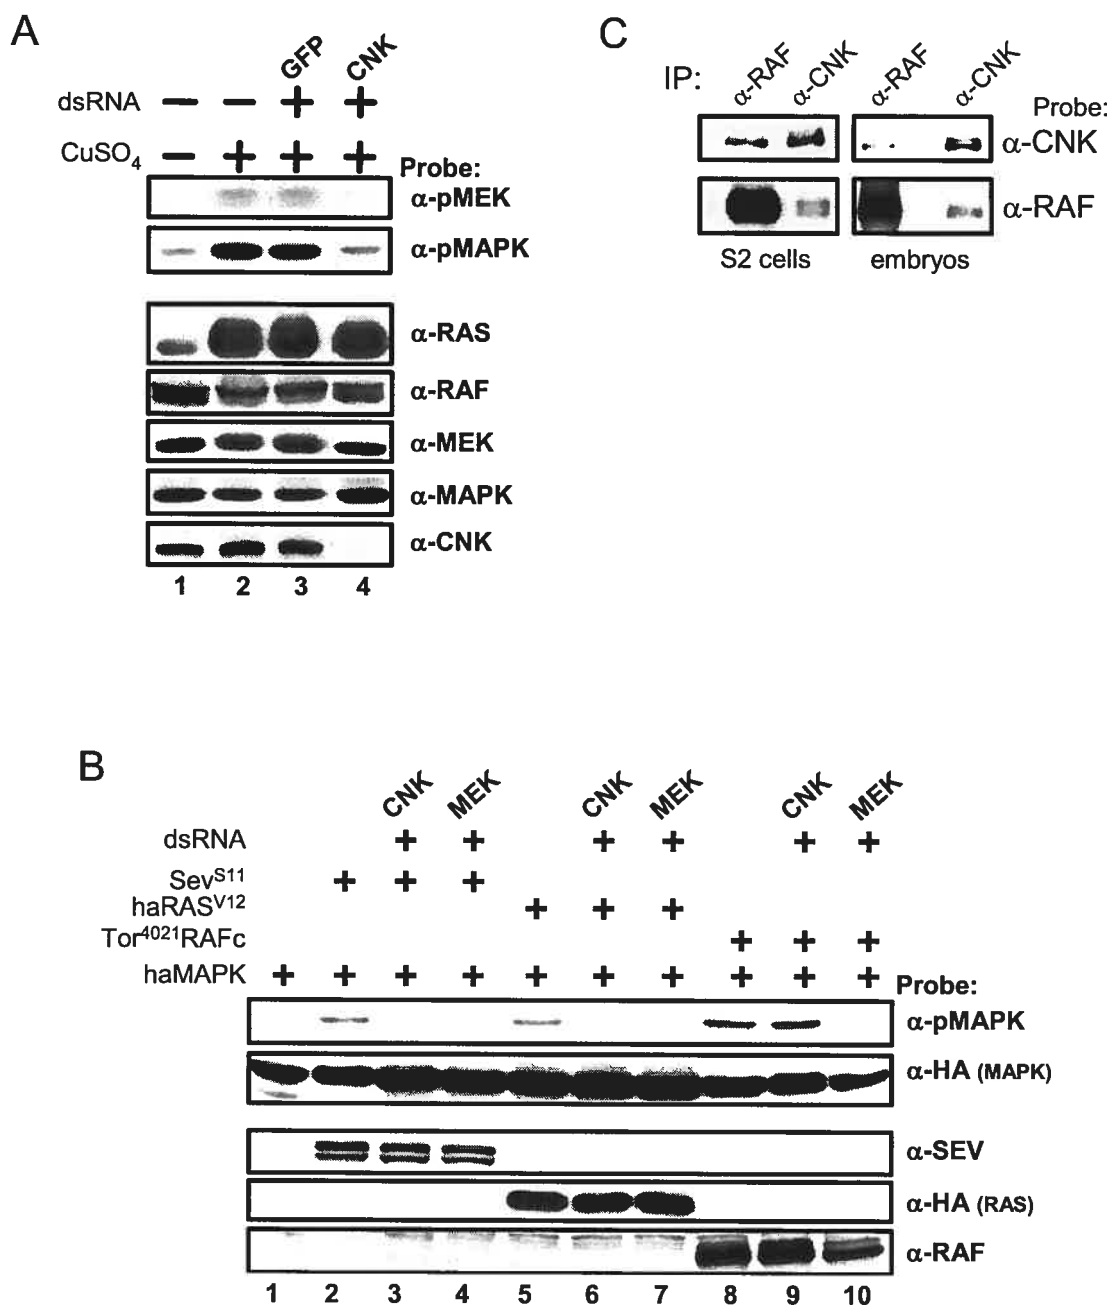 A
GFP CNK
dsRNA – – + +
CuSO₄ – + + + Probe:
α-pMEK
α-pMAPK
α-RAS
α-RAF
α-MEK
α-MAPK
α-CNK
1 2 3 4
C
IP: α-RAF α-CNK α-RAF α-CNK
Probe:
α-CNK
α-RAF
S2 cells embryos
B
CNK MEK CNK MEK CNK MEK
dsRNA + + + + + +
Sevˢ¹¹ + + +
haRASⱽ¹² + + +
Tor⁴⁰²¹RAFc + + +
haMAPK + + + + + + + + + +
Probe:
α-pMAPK
α-HA (MAPK)
α-SEV
α-HA (RAS)
α-RAF
1 2 3 4 5 6 7 8 9 10